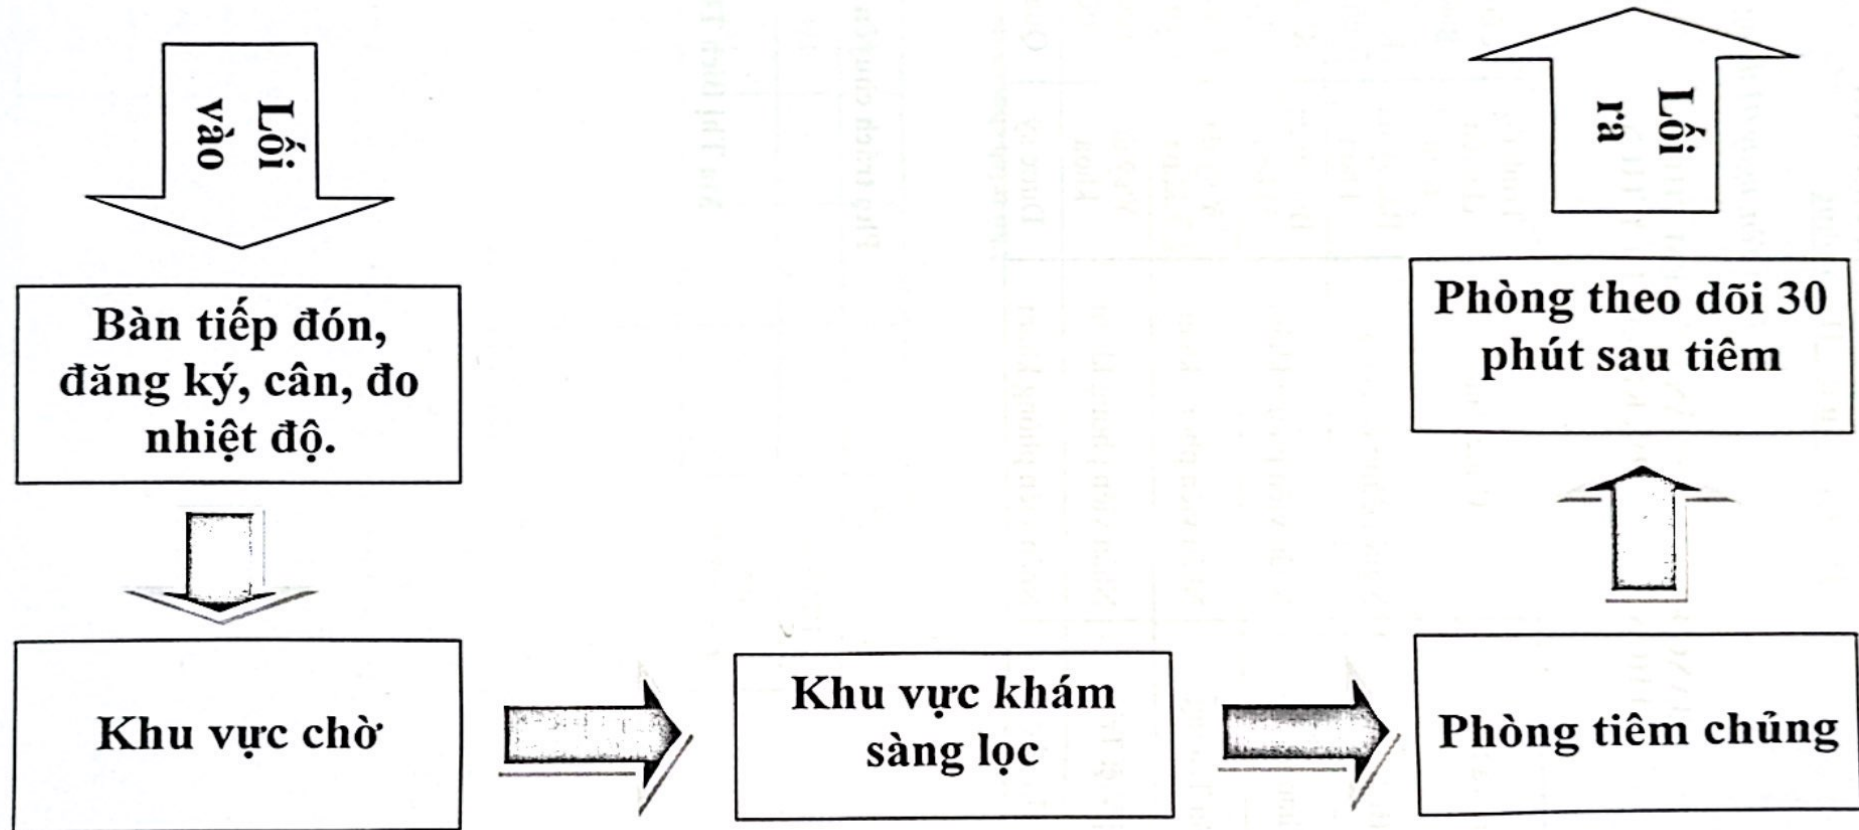 Lối
vào
Bàn tiếp đón,
đăng ký, cân, đo
nhiệt độ.
Khu vực chờ
Khu vực khám
sàng lọc
Phòng tiêm chủng
Phòng theo dõi 30
phút sau tiêm
Lối
ra